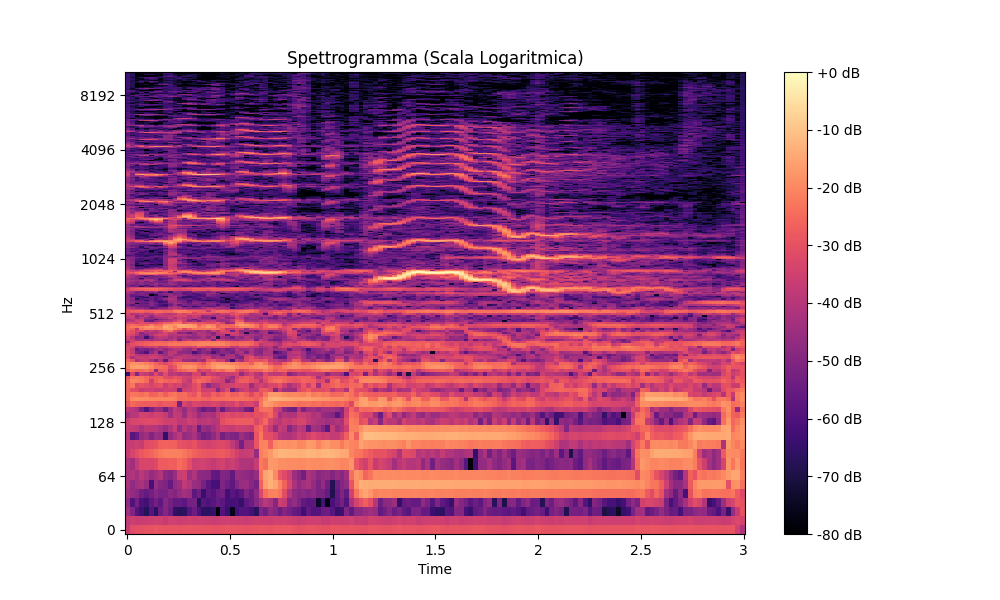 Spettrogramma (Scala Logaritmica)
8192
4096
2048
1024
512
256
128
64
0
Hz
0
0.5
1
1.5
2
2.5
3
Time
+0 dB
-10 dB
-20 dB
-30 dB
-40 dB
-50 dB
-60 dB
-70 dB
-80 dB